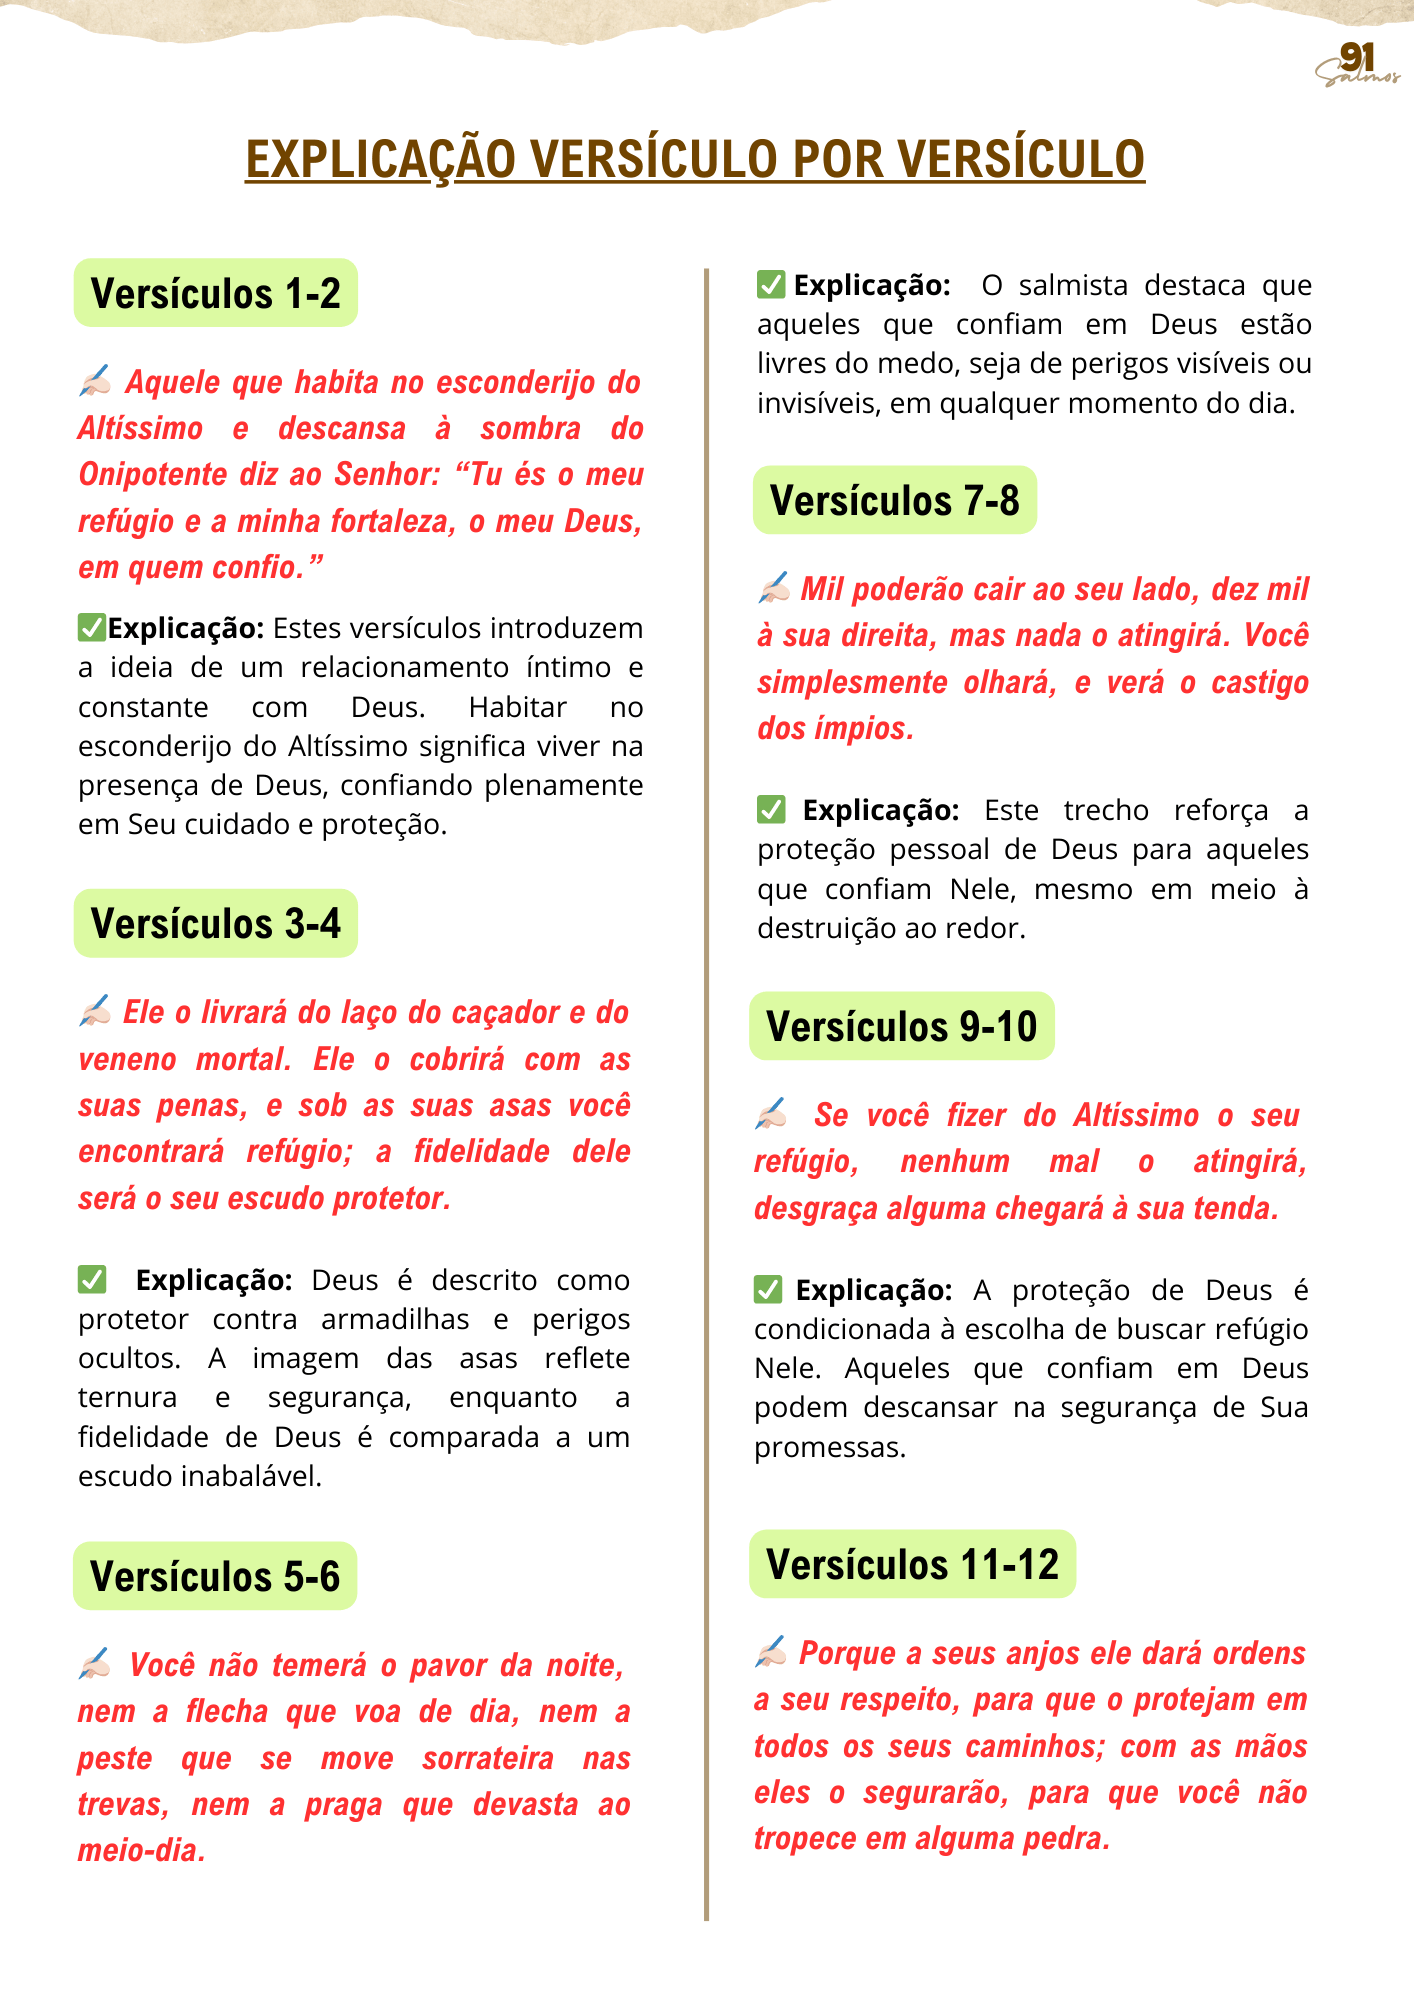 91
Salmos
EXPLICAÇÃO VERSÍCULO POR VERSÍCULO
Versículos 1-2
✍🏻 Aquele que habita no esconderijo do
Altíssimo e descansa à sombra do
Onipotente diz ao Senhor: “Tu és o meu
refúgio e a minha fortaleza, o meu Deus,
em quem confio.”
✅Explicação: Estes versículos introduzem
a ideia de um relacionamento íntimo e
constante com Deus. Habitar no
esconderijo do Altíssimo significa viver na
presença de Deus, confiando plenamente
em Seu cuidado e proteção.
Versículos 3-4
✍🏻 Ele o livrará do laço do caçador e do
veneno mortal. Ele o cobrirá com as
suas penas, e sob as suas asas você
encontrará refúgio; a fidelidade dele
será o seu escudo protetor.
✅ Explicação: Deus é descrito como
protetor contra armadilhas e perigos
ocultos. A imagem das asas reflete
ternura e segurança, enquanto a
fidelidade de Deus é comparada a um
escudo inabalável.
Versículos 5-6
✍🏻 Você não temerá o pavor da noite,
nem a flecha que voa de dia, nem a
peste que se move sorrateira nas
trevas, nem a praga que devasta ao
meio-dia.
✅ Explicação: O salmista destaca que
aqueles que confiam em Deus estão
livres do medo, seja de perigos visíveis ou
invisíveis, em qualquer momento do dia.
Versículos 7-8
✍🏻 Mil poderão cair ao seu lado, dez mil
à sua direita, mas nada o atingirá. Você
simplesmente olhará, e verá o castigo
dos ímpios.
✅ Explicação: Este trecho reforça a
proteção pessoal de Deus para aqueles
que confiam Nele, mesmo em meio à
destruição ao redor.
Versículos 9-10
✍🏻 Se você fizer do Altíssimo o seu
refúgio, nenhum mal o atingirá,
desgraça alguma chegará à sua tenda.
✅ Explicação: A proteção de Deus é
condicionada à escolha de buscar refúgio
Nele. Aqueles que confiam em Deus
podem descansar na segurança de Sua
promessas.
Versículos 11-12
✍🏻 Porque a seus anjos ele dará ordens
a seu respeito, para que o protejam em
todos os seus caminhos; com as mãos
eles o segurarão, para que você não
tropece em alguma pedra.